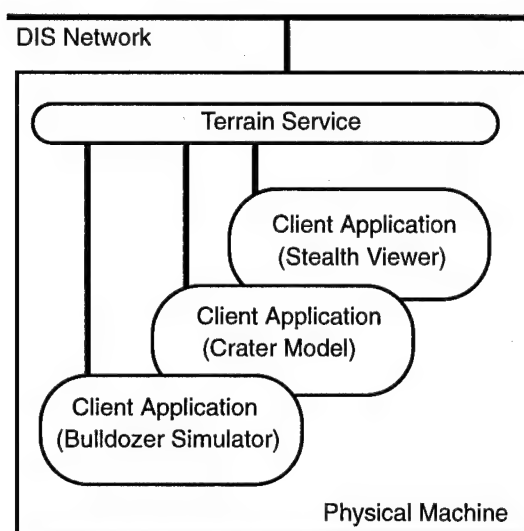 DIS Network
Terrain Service
Client Application
(Stealth Viewer)
Client Application
(Crater Model)
Client Application
(Bulldozer Simulator)
Physical Machine